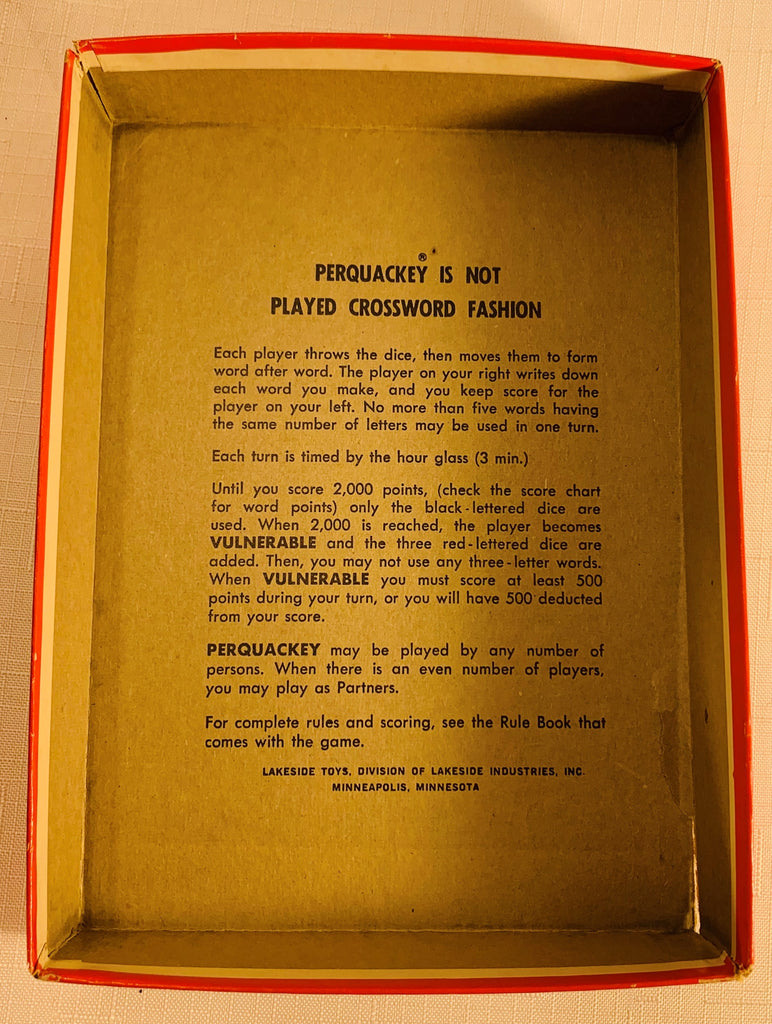 ®
PERQUACKEY IS NOT
PLAYED CROSSWORD FASHION
Each player throws the dice, then moves them to form
word after word. The player on your right writes down
each word you make, and you keep score for the
player on your left. No more than five words having
the same number of letters may be used in one turn.
Each turn is timed by the hour glass (3 min.)
Until you score 2,000 points, (check the score chart
for word points) only the black-lettered dice are
used. When 2,000 is reached, the player becomes
VULNERABLE and the three red-lettered dice are
added. Then, you may not use any three-letter words.
When VULNERABLE you must score at least 500
points during your turn, or you will have 500 deducted
from your score.
PERQUACKEY may be played by any number of
persons. When there is an even number of players,
you may play as Partners.
For complete rules and scoring, see the Rule Book that
comes with the game.
LAKESIDE TOYS, DIVISION OF LAKESIDE INDUSTRIES, INC.
MINNEAPOLIS, MINNESOTA